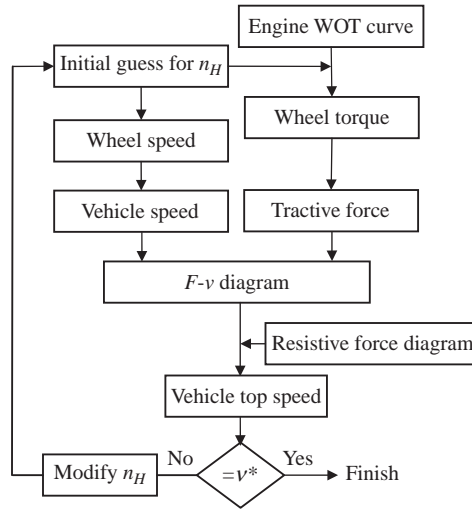 Engine WOT curve
Initial guess for n_H
Wheel speed
Wheel torque
Vehicle speed
Tractive force
F-v diagram
Resistive force diagram
Vehicle top speed
No
=v*
Yes
Modify n_H
Finish